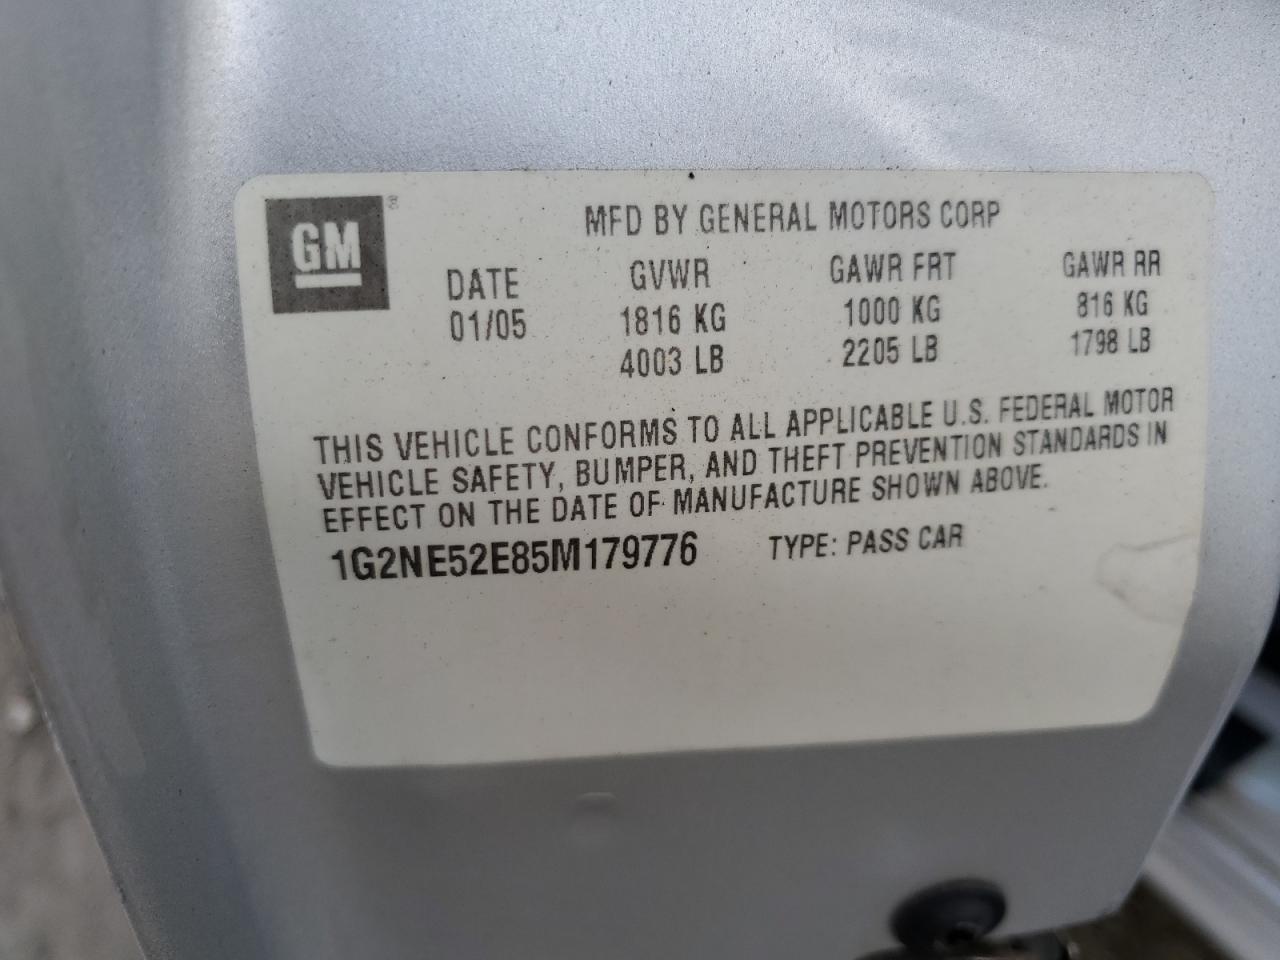 GM ®
MFD BY GENERAL MOTORS CORP
DATE GVWR GAWR FRT GAWR RR
01/05 1816 KG 1000 KG 816 KG
4003 LB 2205 LB 1798 LB
THIS VEHICLE CONFORMS TO ALL APPLICABLE U.S. FEDERAL MOTOR
VEHICLE SAFETY, BUMPER, AND THEFT PREVENTION STANDARDS IN
EFFECT ON THE DATE OF MANUFACTURE SHOWN ABOVE.
1G2NE52E85M179776 TYPE: PASS CAR